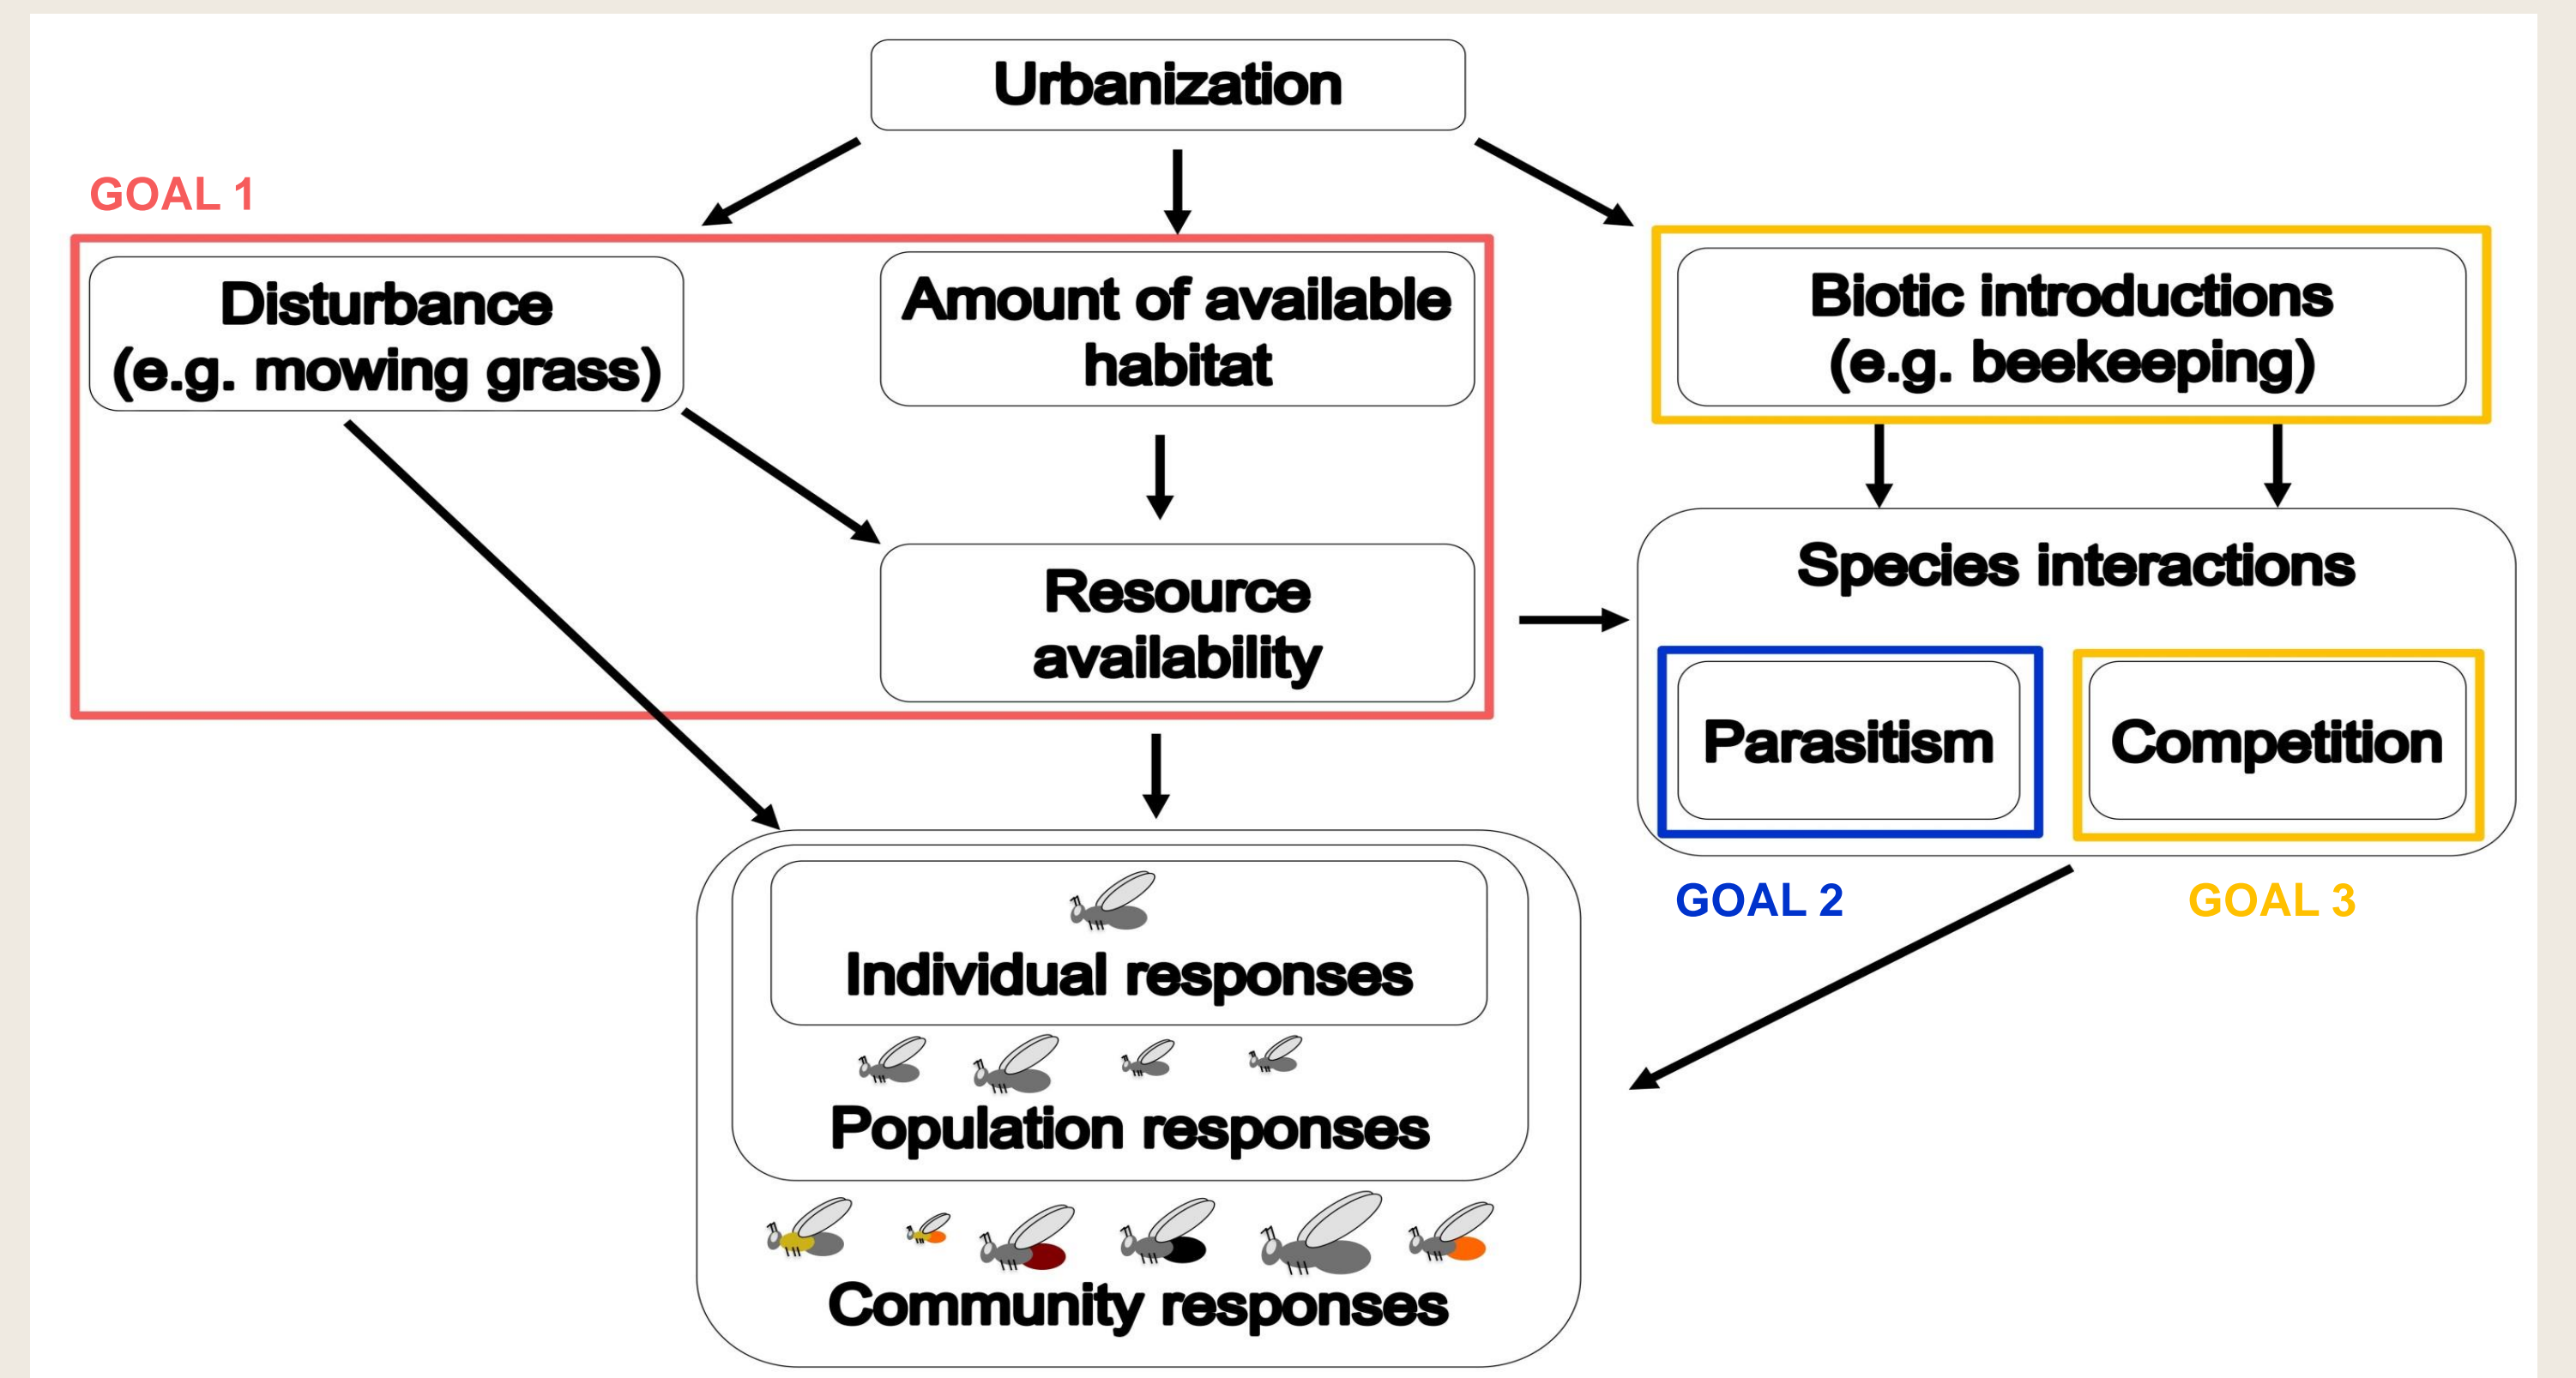 Urbanization
GOAL 1
Disturbance
(e.g. mowing grass)
Amount of available
habitat
Biotic introductions
(e.g. beekeeping)
Resource
availability
Species interactions
Parasitism
Competition
GOAL 2
GOAL 3
Individual responses
Population responses
Community responses